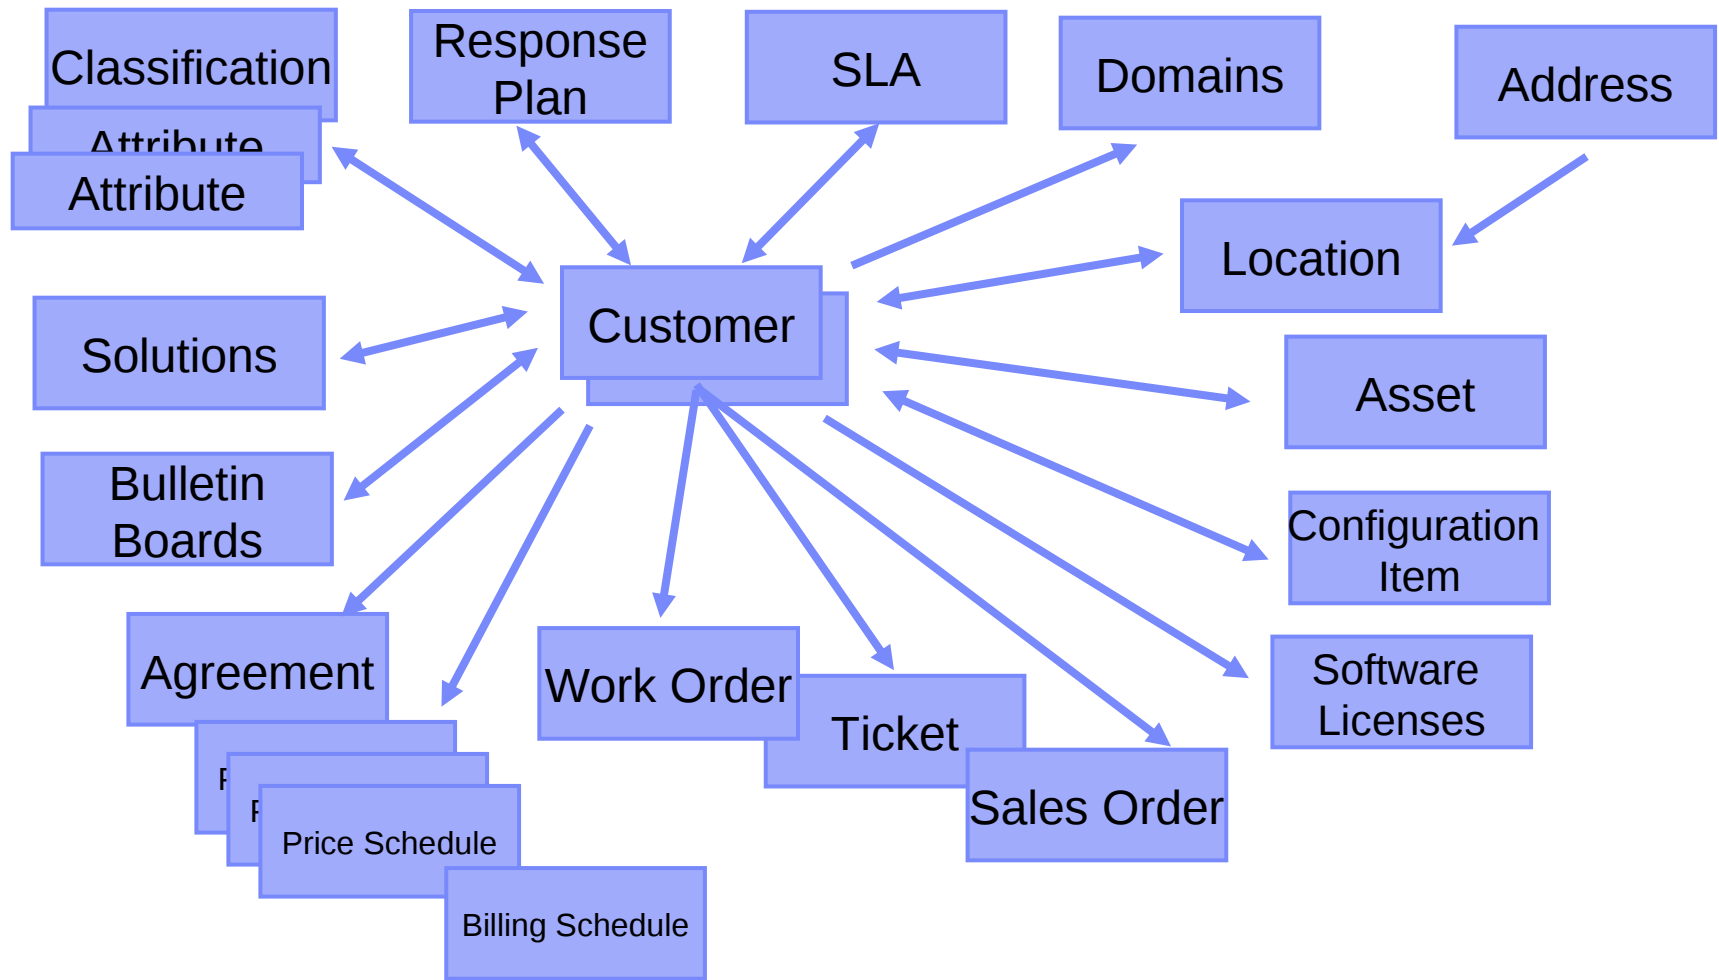 Classification
Attribute
Attribute
Response
Plan
SLA
Domains
Address
Location
Customer
Solutions
Asset
Bulletin
Boards
Configuration
Item
Agreement
Work Order
Ticket
Sales Order
Software
Licenses
Price Schedule
Billing Schedule